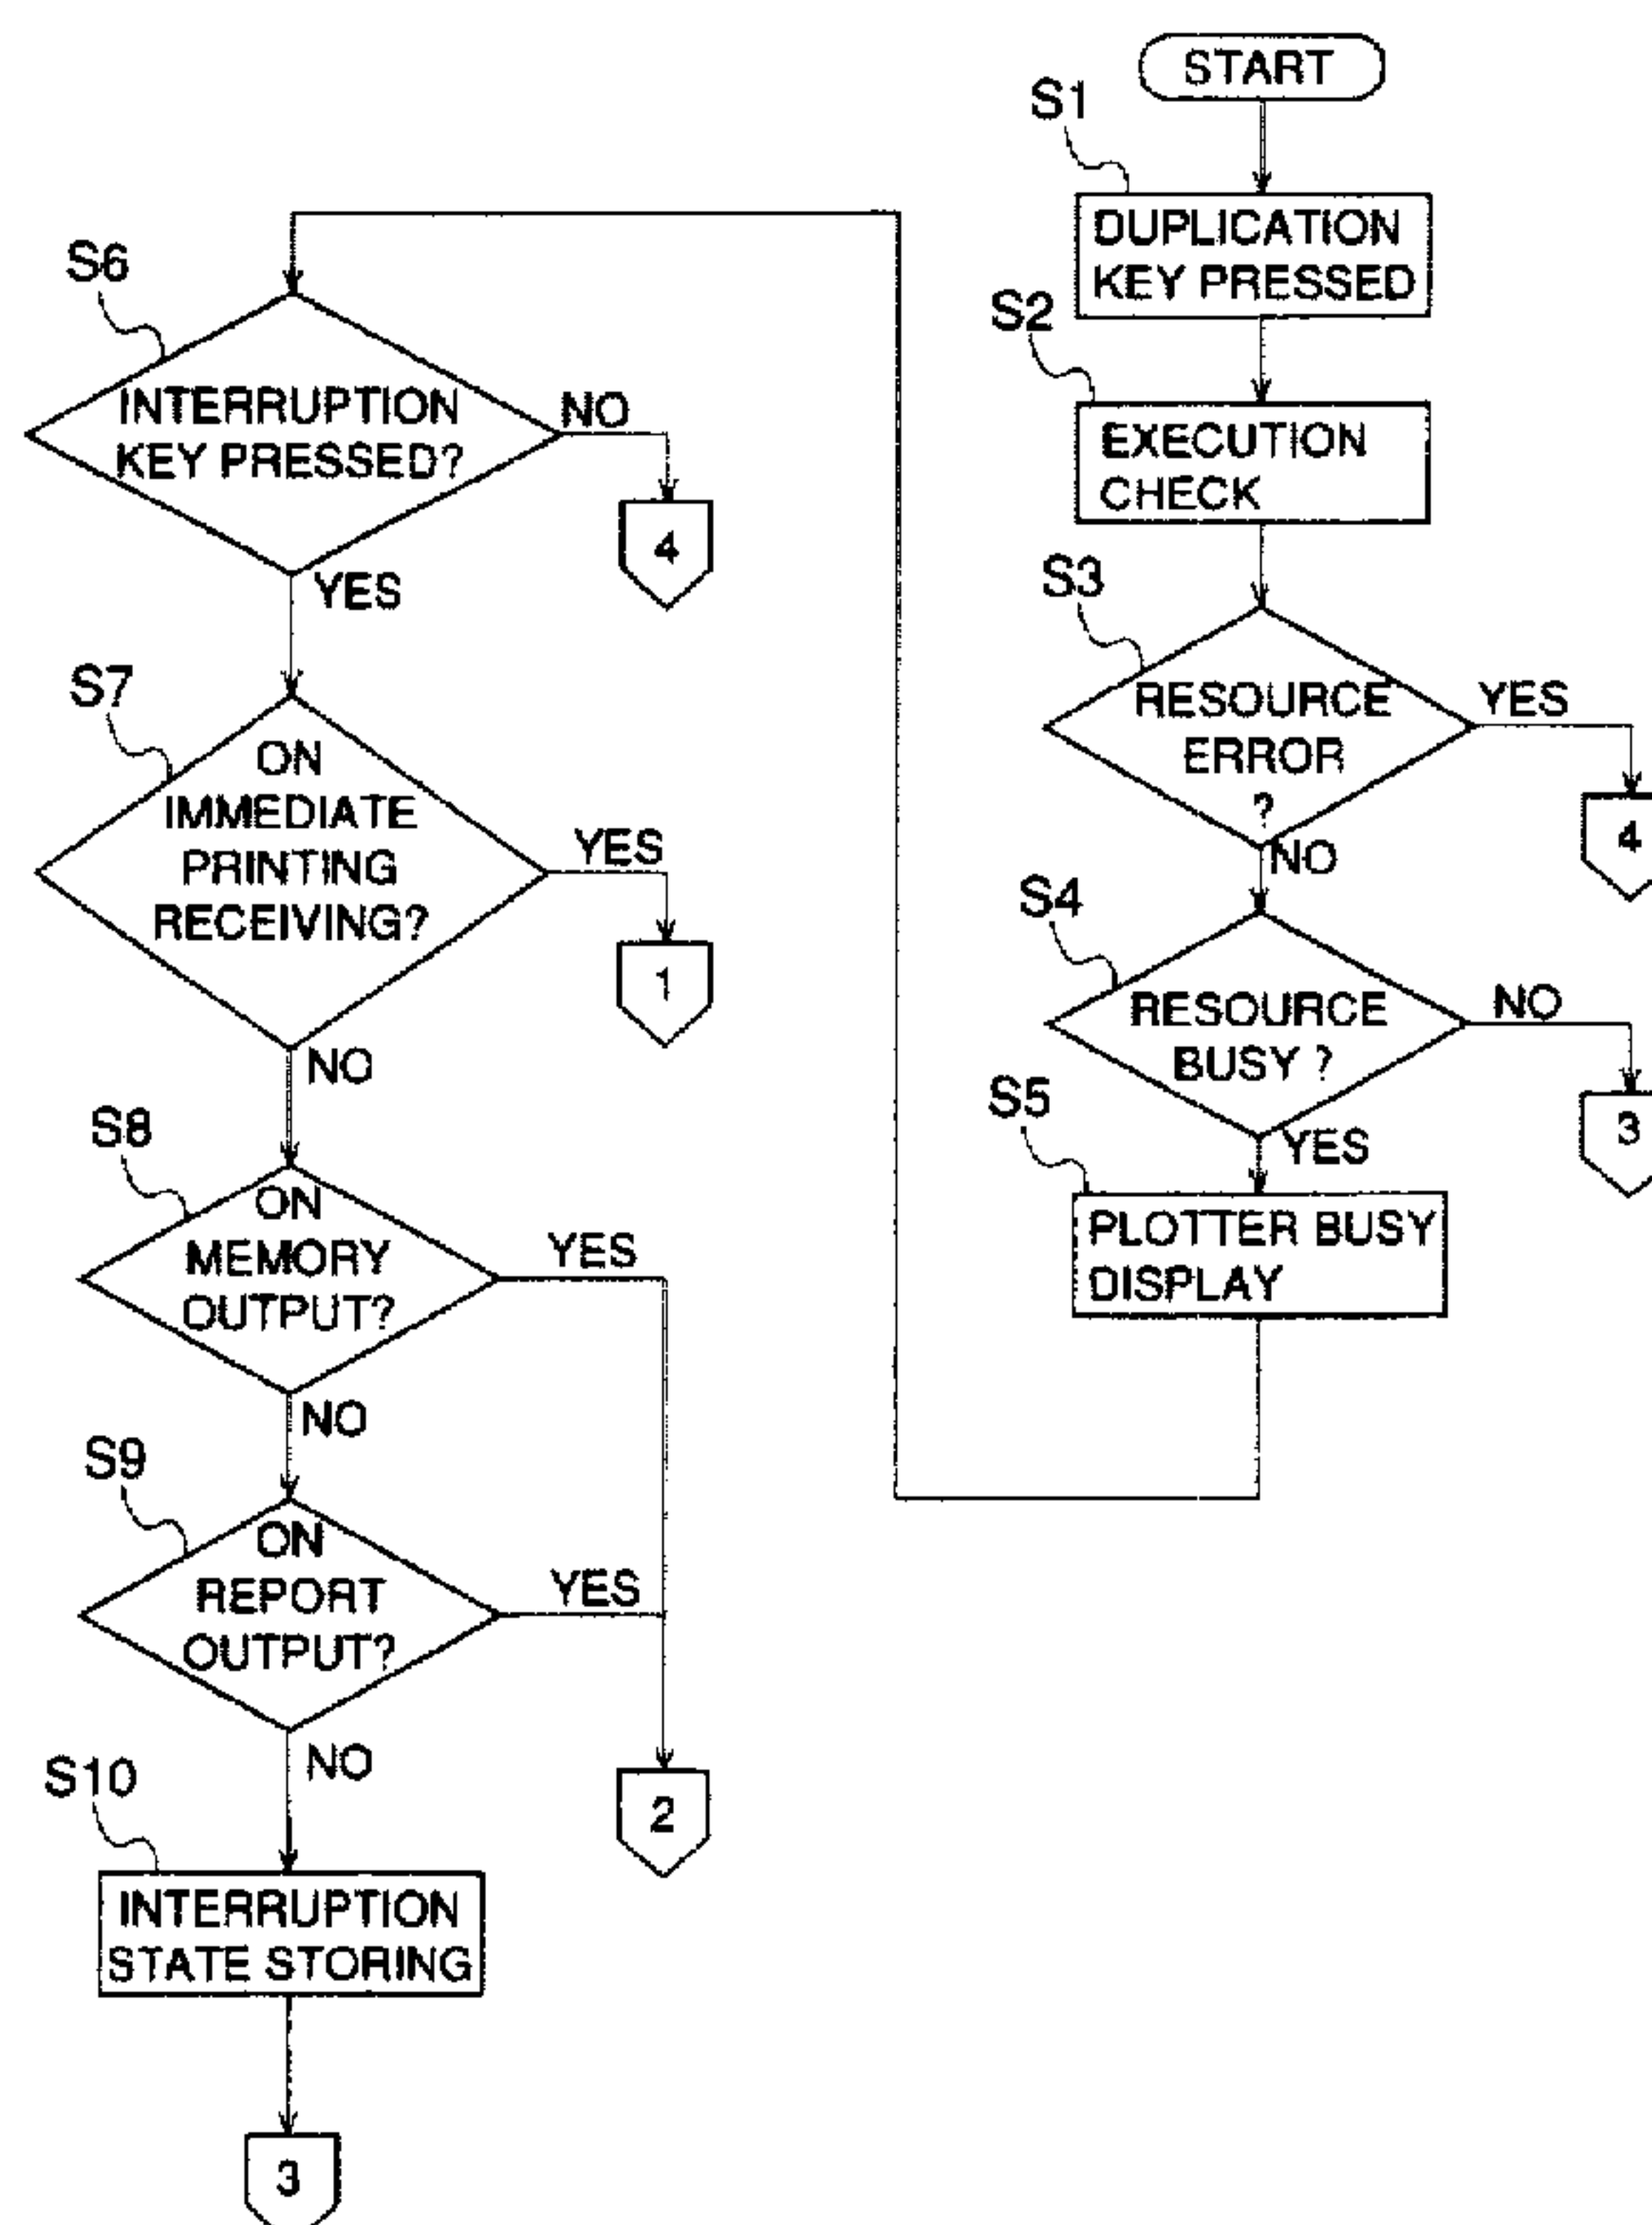 START
S1
DUPLICATION
KEY PRESSED
S2
EXECUTION
CHECK
S3
RESOURCE
ERROR
?
YES
4
NO
S4
RESOURCE
BUSY ?
NO
3
YES
S5
PLOTTER BUSY
DISPLAY
S6
INTERRUPTION
KEY PRESSED?
NO
4
YES
S7
ON
IMMEDIATE
PRINTING
RECEIVING?
YES
1
NO
S8
ON
MEMORY
OUTPUT?
YES
NO
S9
ON
REPORT
OUTPUT?
YES
2
NO
S10
INTERRUPTION
STATE STORING
3